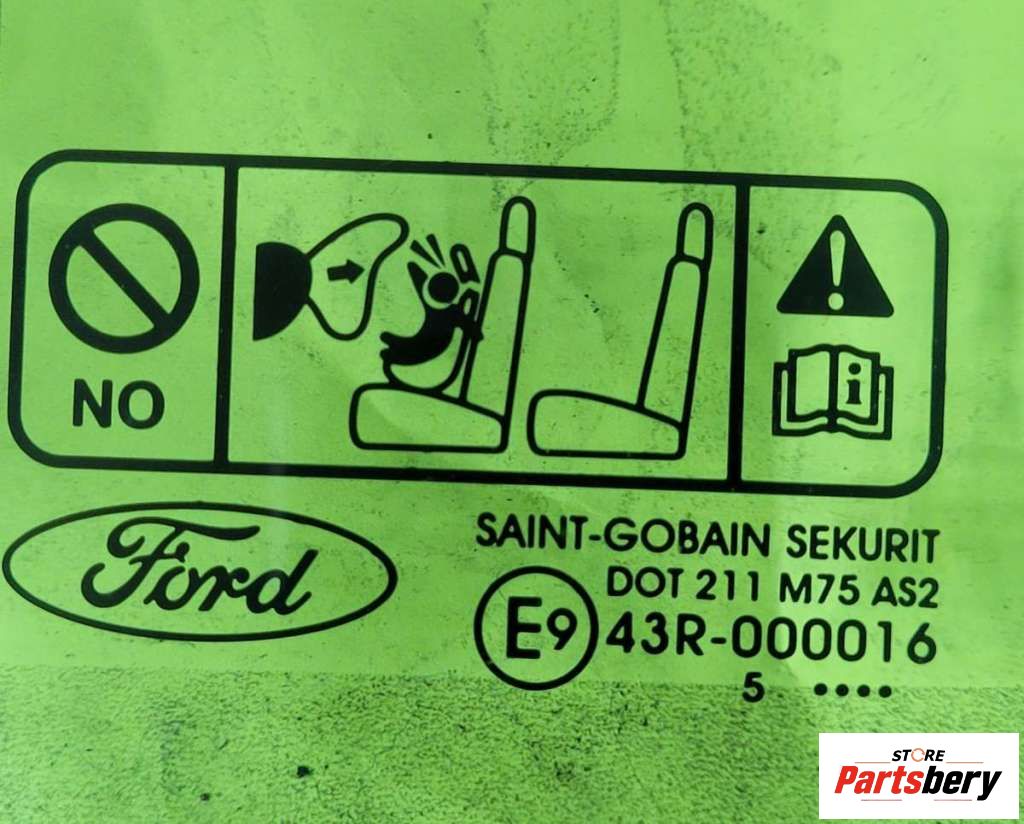 NO
i
Ford
SAINT-GOBAIN SEKURIT
DOT 211 M75 AS2
E9 43R-000016
5 ••••
STORE
Partsbery